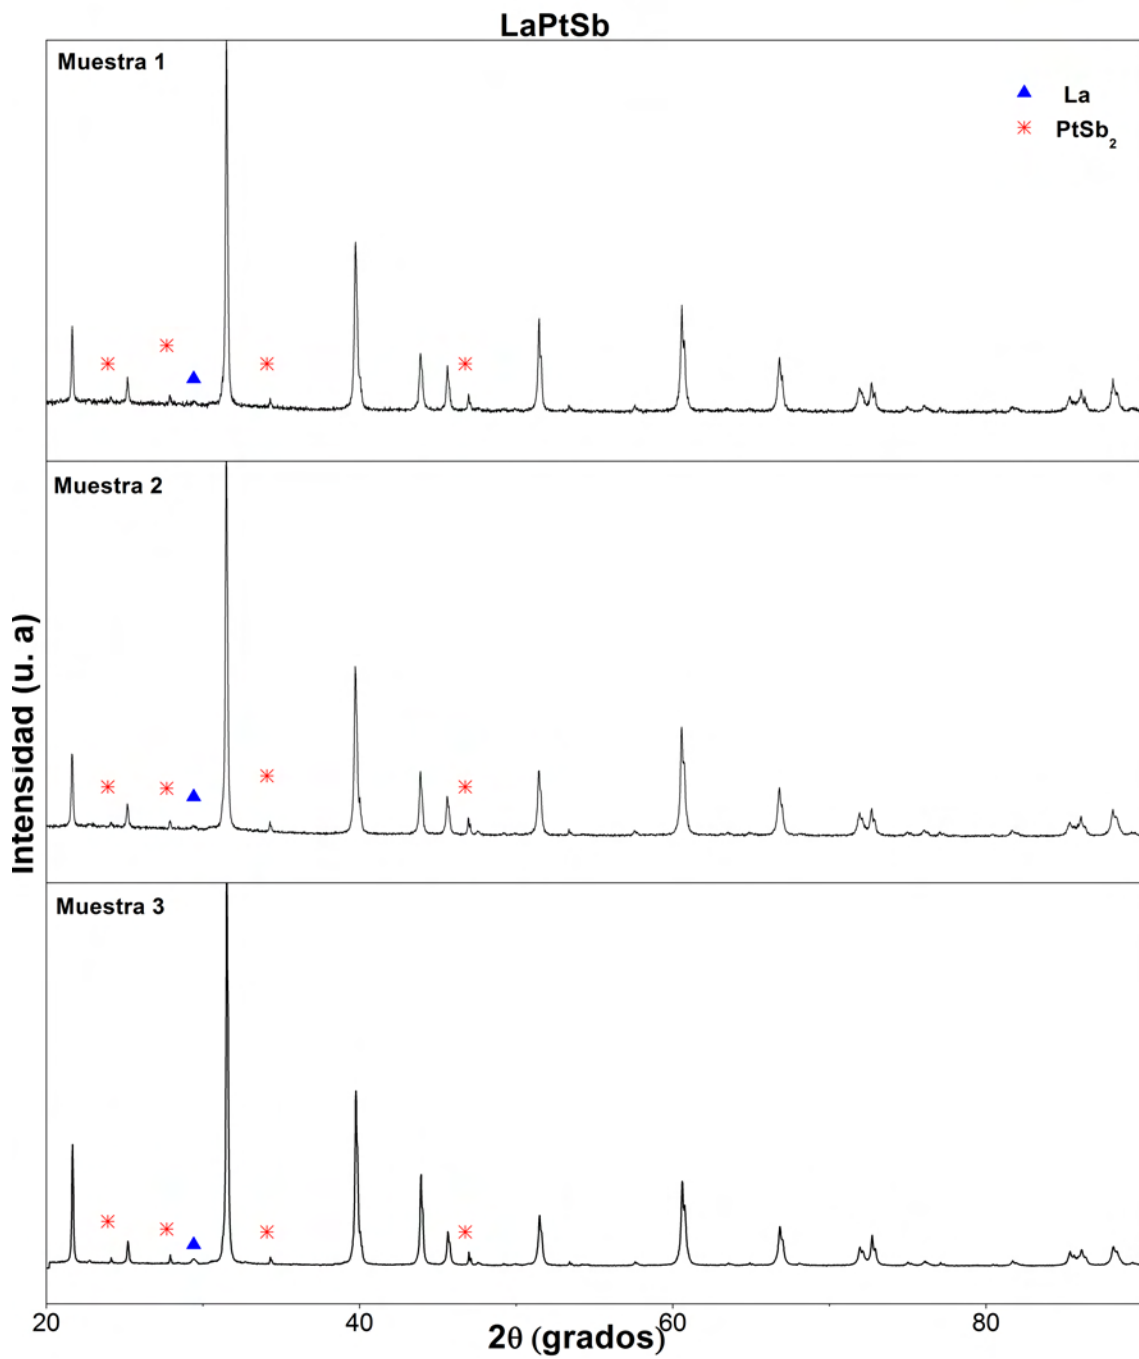 LaPtSb
Muestra 1
La
PtSb₂
Muestra 2
Muestra 3
Intensidad (u. a)
20 40 60 80
2θ (grados)